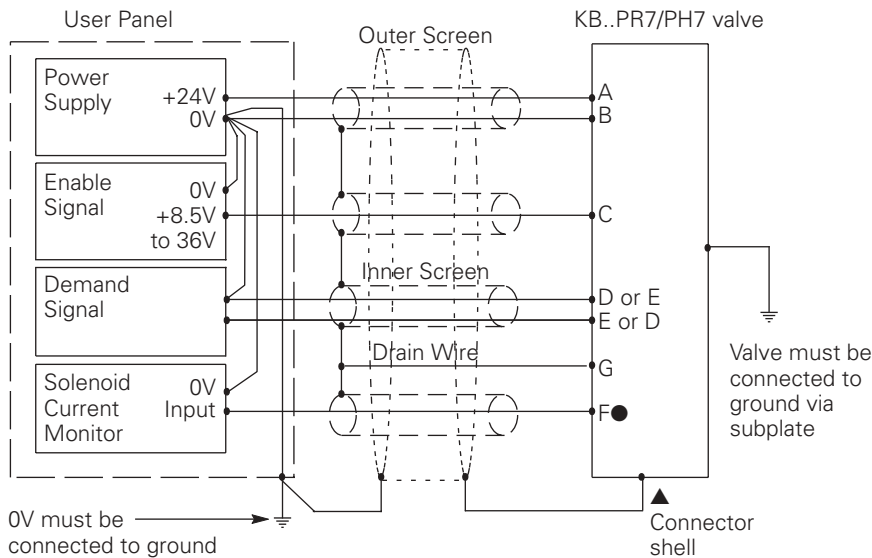 User Panel
Outer Screen
KB..PR7/PH7 valve
Power
Supply
+24V
0V
A
B
Enable
Signal
0V
+8.5V
to 36V
C
Inner Screen
Demand
Signal
D or E
E or D
Drain Wire
G
Solenoid
Current
Monitor
0V
Input
F●
Valve must be
connected to
ground via
subplate
0V must be
connected to ground
▲
Connector
shell